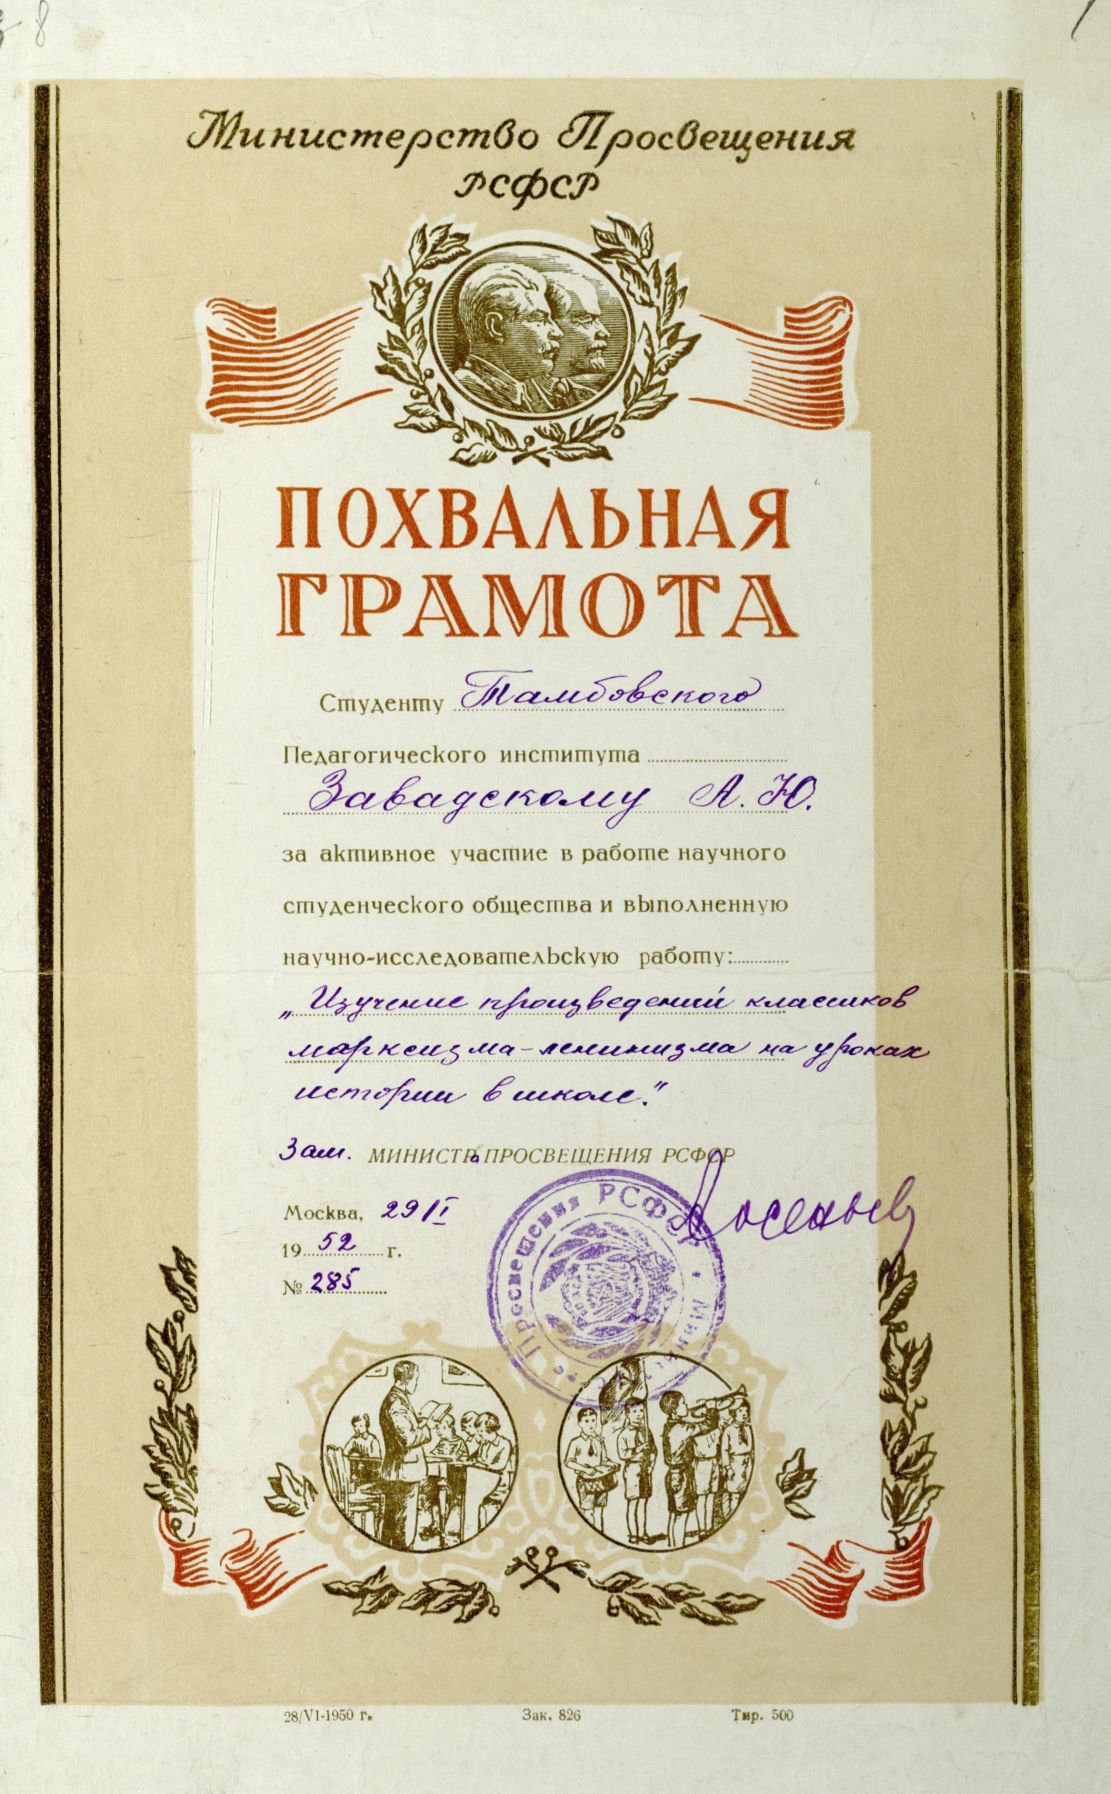 Министерство Просвещения
РСФСР
ПОХВАЛЬНАЯ
ГРАМОТА
Студенту Тамбовского
Педагогического института
Завадскому А. Ю.
за активное участие в работе научного
студенческого общества и выполненную
научно-исследовательскую работу:
„Изучение произведений классиков
марксизма-ленинизма на уроках
истории в школе."
Зам. МИНИСТРа ПРОСВЕЩЕНИЯ РСФСР
Москва, 29/I
1952 г.
№ 285
Просвещения РСФСР
28/VI-1950 г. Зак. 826 Тир. 500